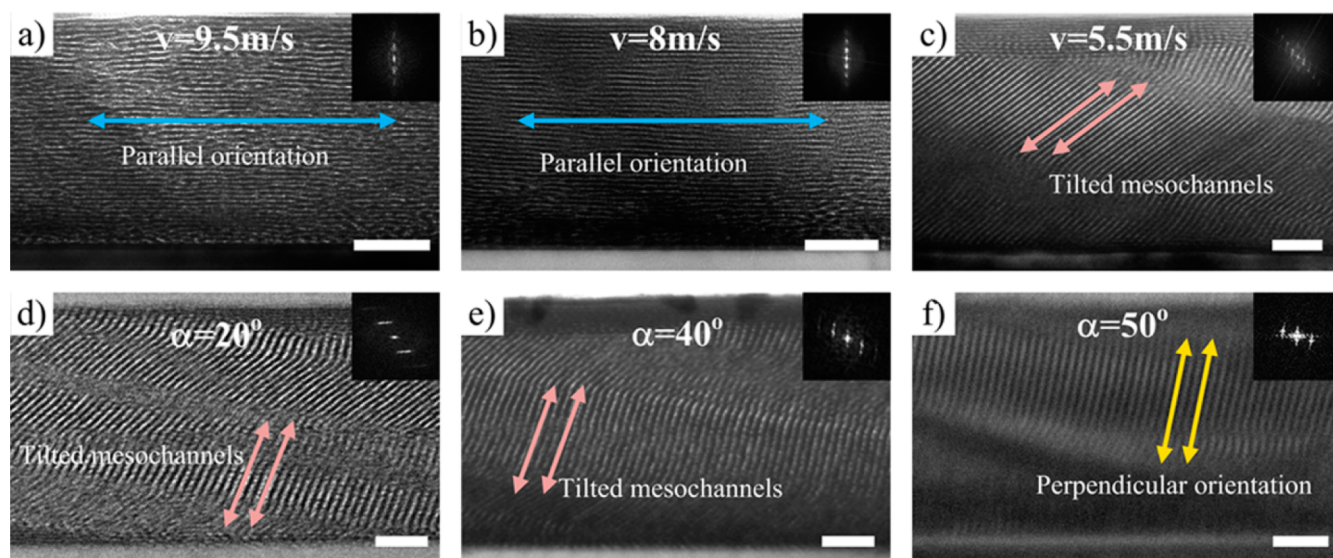 a)
v=9.5m/s
Parallel orientation
b)
v=8m/s
Parallel orientation
c)
v=5.5m/s
Tilted mesochannels
d)
α=20°
Tilted mesochannels
e)
α=40°
Tilted mesochannels
f)
α=50°
Perpendicular orientation